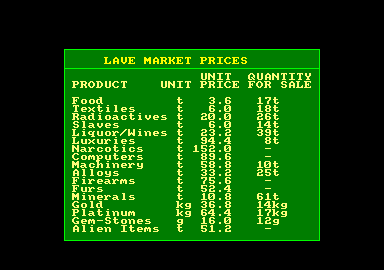 LAVE MARKET PRICES
UNIT QUANTITY
PRODUCT UNIT PRICE FOR SALE
Food t 3.6 17t
Textiles t 6.0 18t
Radioactives t 20.0 26t
Slaves t 6.0 14t
Liquor/Wines t 23.2 39t
Luxuries t 94.4 8t
Narcotics t 152.0 -
Computers t 89.6 -
Machinery t 58.8 10t
Alloys t 33.2 25t
Firearms t 75.6 -
Furs t 52.4 -
Minerals t 10.8 61t
Gold kg 36.8 14kg
Platinum kg 64.4 17kg
Gem-Stones g 16.0 12g
Alien Items t 51.2 -